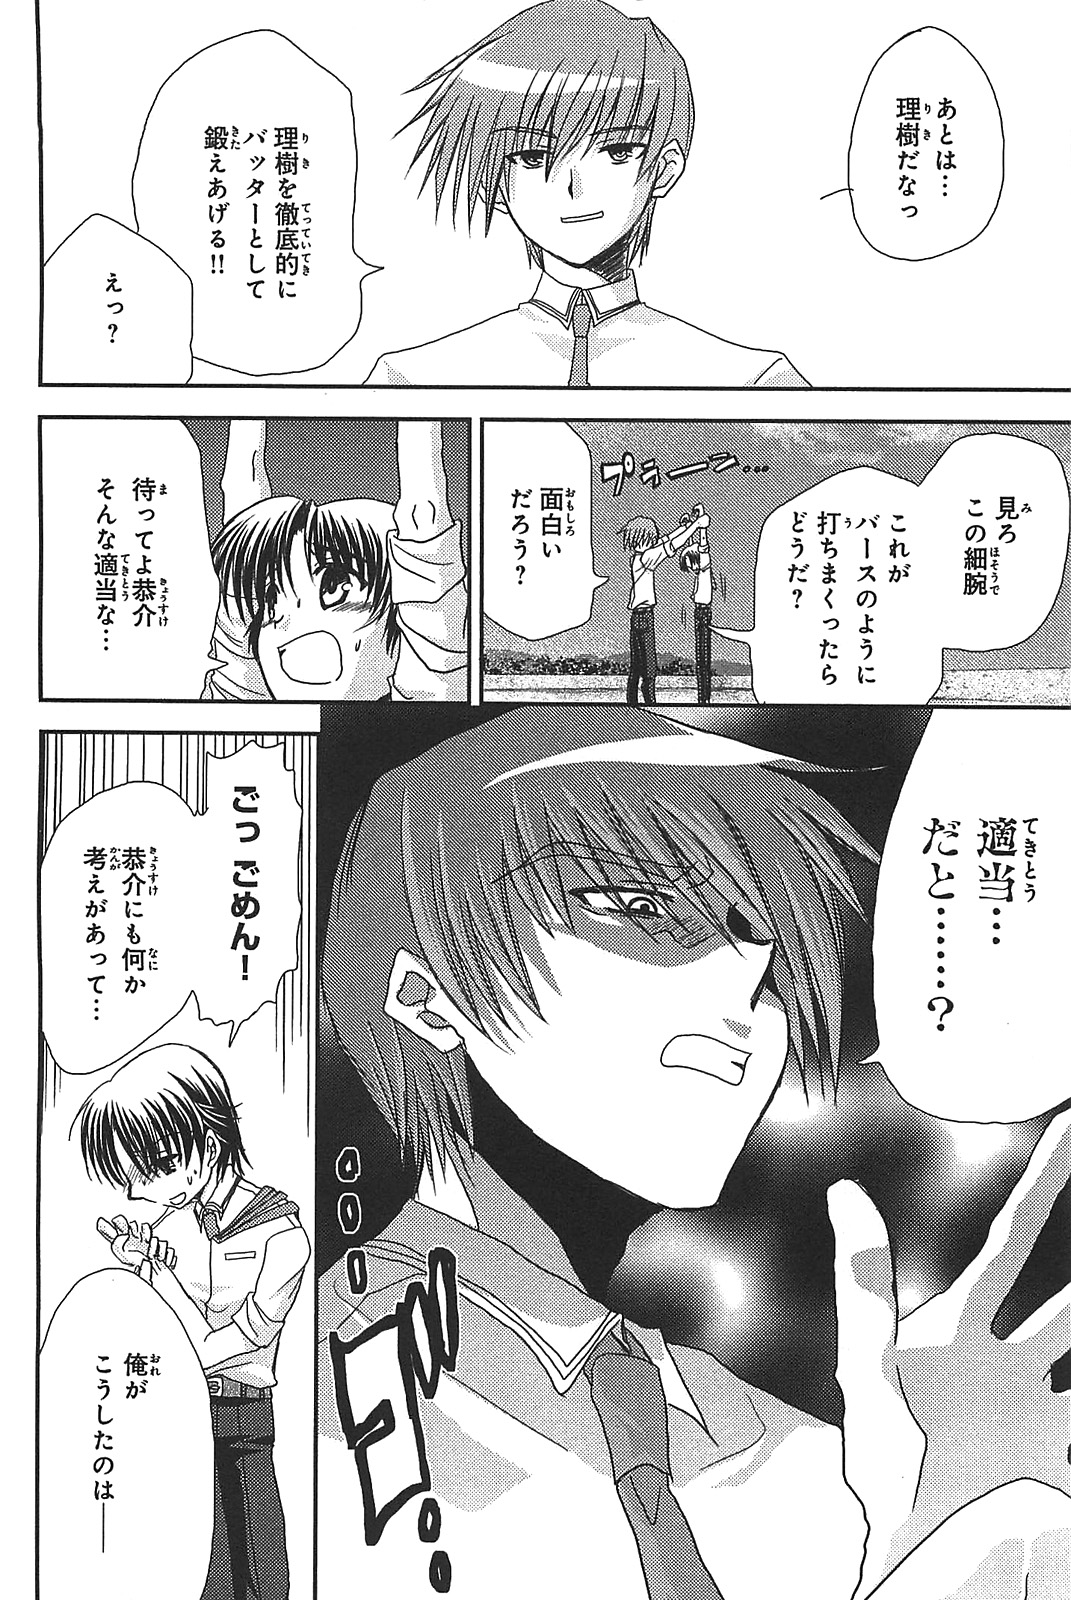 あとは…
理樹だなっ
理樹を徹底的に
バッターとして
鍛えあげる!!
えっ?
見ろ
この細腕
これが
バースのように
打ちまくったら
どうだ?
プラーン…
面白い
だろう?
待ってよ恭介
そんな適当な…
適当…
だと……?
ゴゴ…
ごっ ごめん!
恭介にも何か
考えがあって…
俺が
こうしたのは──